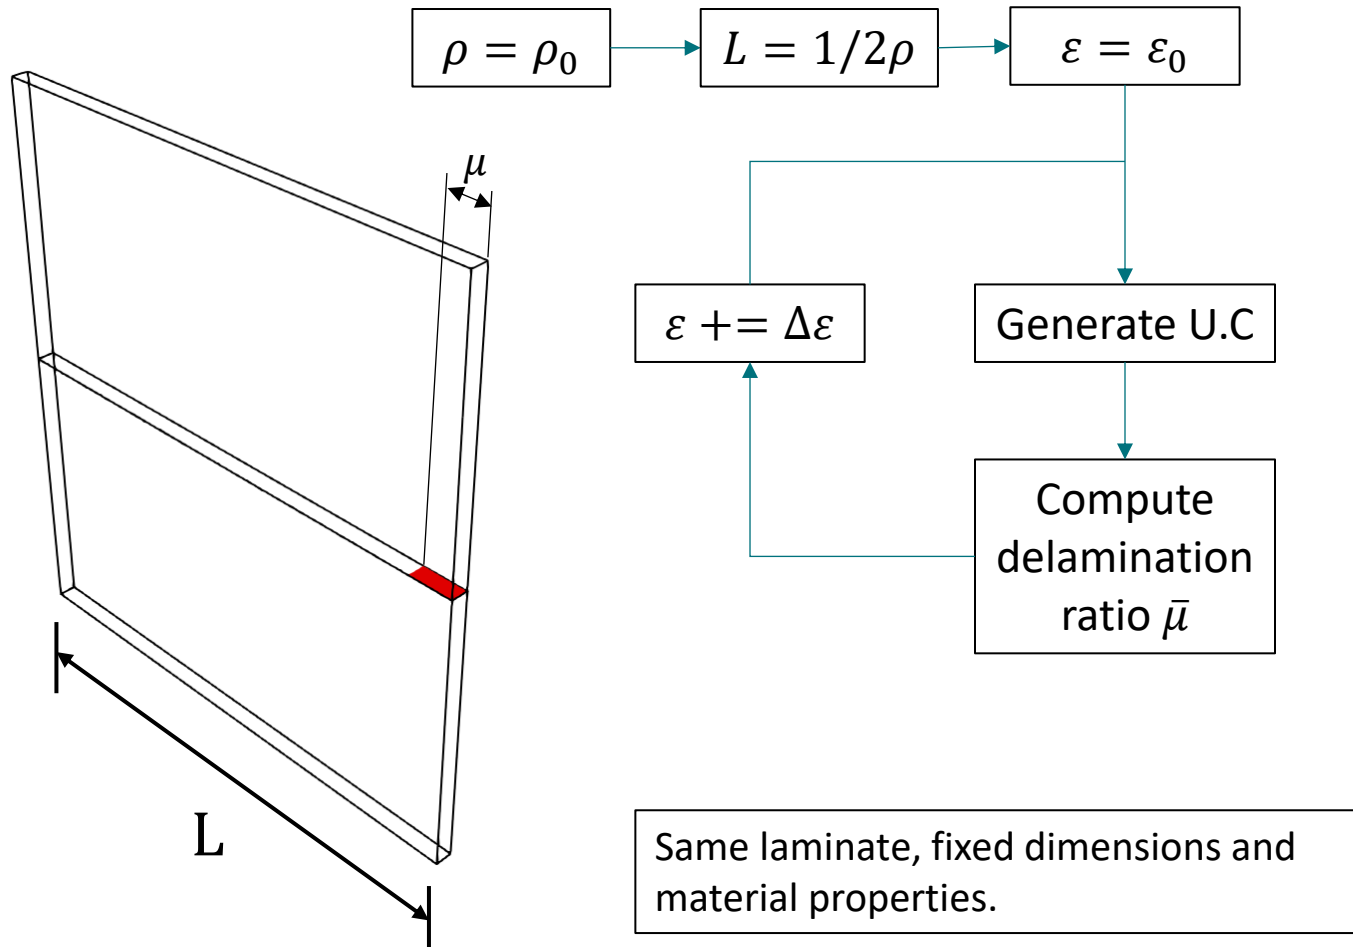 ρ = ρ₀
L = 1/2ρ
ε = ε₀
μ
ε += Δε
Generate U.C
Compute
delamination
ratio μ̄
L
Same laminate, fixed dimensions and
material properties.